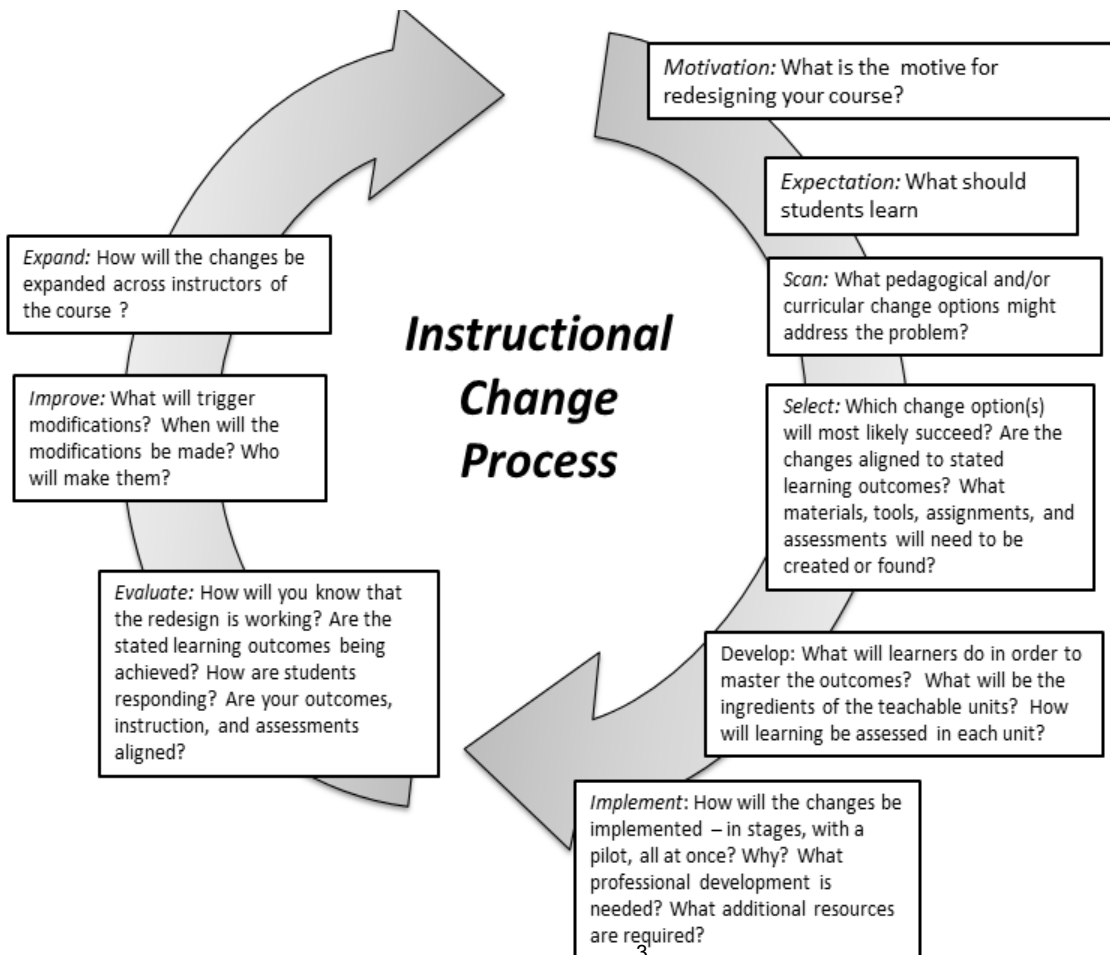 Motivation: What is the motive for
redesigning your course?
Expectation: What should
students learn
Scan: What pedagogical and/or
curricular change options might
address the problem?
Select: Which change option(s)
will most likely succeed? Are the
changes aligned to stated
learning outcomes? What
materials, tools, assignments, and
assessments will need to be
created or found?
Develop: What will learners do in order to
master the outcomes? What will be the
ingredients of the teachable units? How
will learning be assessed in each unit?
Implement: How will the changes be
implemented – in stages, with a
pilot, all at once? Why? What
professional development is
needed? What additional resources
are required?
Evaluate: How will you know that
the redesign is working? Are the
stated learning outcomes being
achieved? How are students
responding? Are your outcomes,
instruction, and assessments
aligned?
Improve: What will trigger
modifications? When will the
modifications be made? Who
will make them?
Expand: How will the changes be
expanded across instructors of
the course ?
Instructional
Change
Process
3